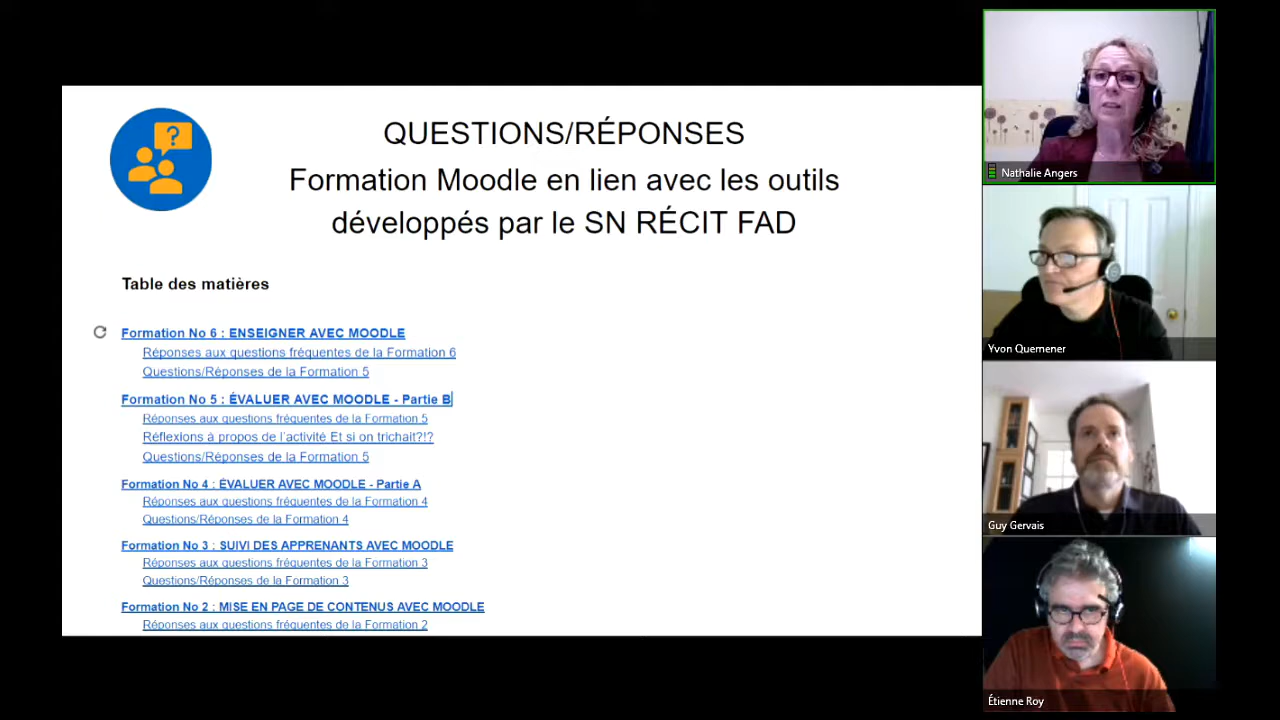 ?
QUESTIONS/RÉPONSES
Formation Moodle en lien avec les outils
développés par le SN RÉCIT FAD
Table des matières
Formation No 6 : ENSEIGNER AVEC MOODLE
Réponses aux questions fréquentes de la Formation 6
Questions/Réponses de la Formation 5
Formation No 5 : ÉVALUER AVEC MOODLE - Partie B
Réponses aux questions fréquentes de la Formation 5
Réflexions à propos de l'activité Et si on trichait?!?
Questions/Réponses de la Formation 5
Formation No 4 : ÉVALUER AVEC MOODLE - Partie A
Réponses aux questions fréquentes de la Formation 4
Questions/Réponses de la Formation 4
Formation No 3 : SUIVI DES APPRENANTS AVEC MOODLE
Réponses aux questions fréquentes de la Formation 3
Questions/Réponses de la Formation 3
Formation No 2 : MISE EN PAGE DE CONTENUS AVEC MOODLE
Réponses aux questions fréquentes de la Formation 2
Nathalie Angers
Yvon Quemener
Guy Gervais
Étienne Roy